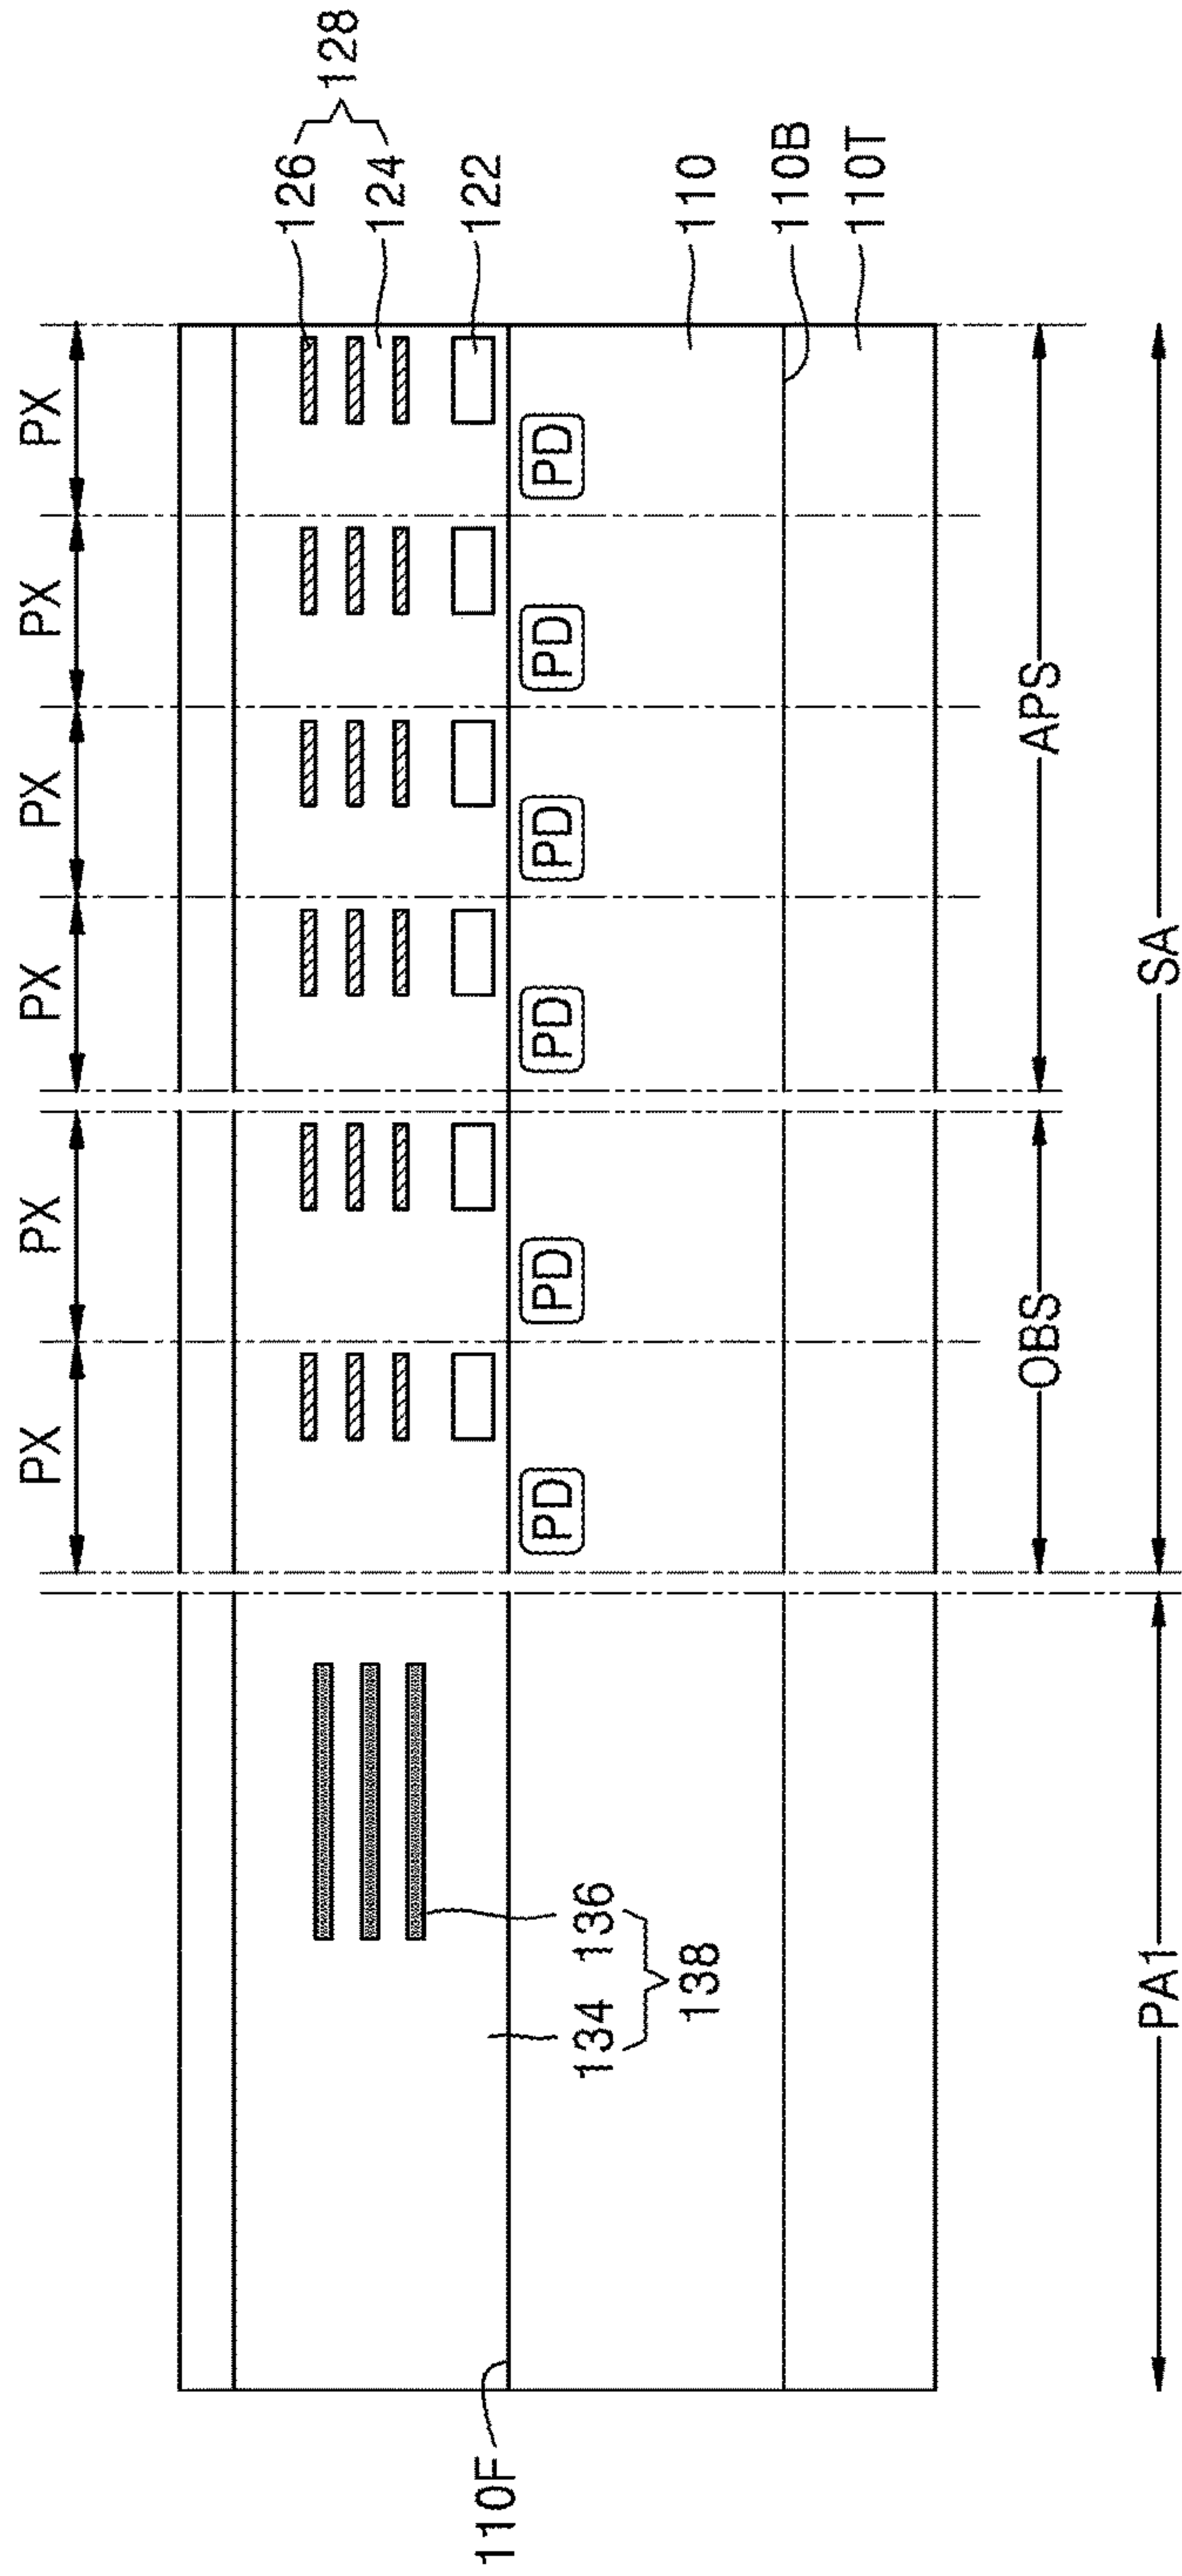 PX PX PX PX PX PX
126
128
124
110F
122
PD PD PD PD PD PD
134 136
138
110
110B
110T
OBS APS
PA1 SA